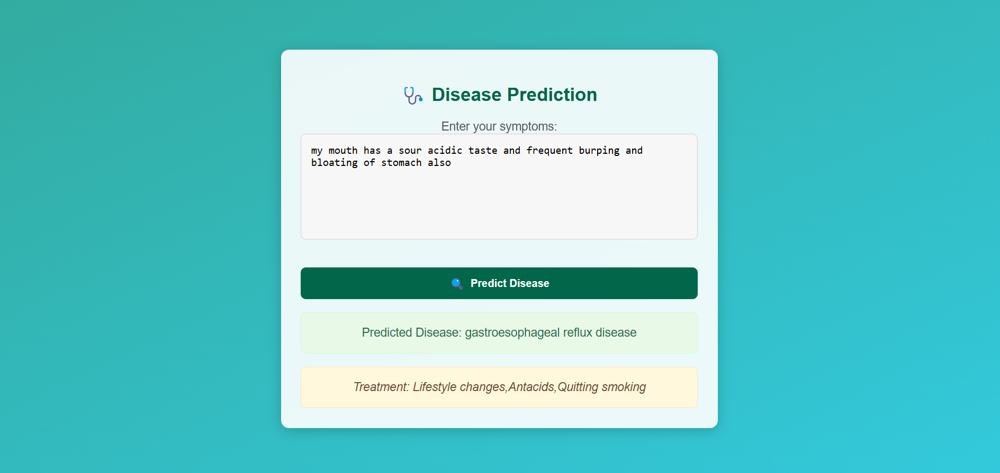 Disease Prediction
Enter your symptoms:
my mouth has a sour acidic taste and frequent burping and
bloating of stomach also
Predict Disease
Predicted Disease: gastroesophageal reflux disease
Treatment: Lifestyle changes,Antacids,Quitting smoking